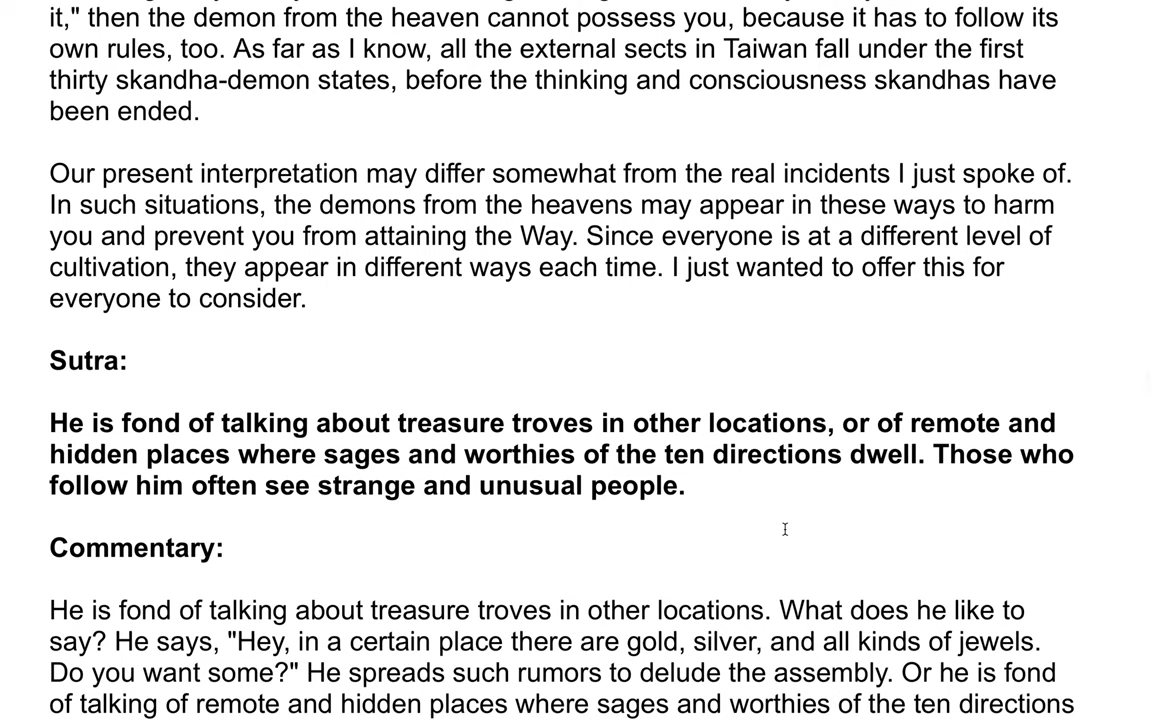 it," then the demon from the heaven cannot possess you, because it has to follow its
own rules, too. As far as I know, all the external sects in Taiwan fall under the first
thirty skandha-demon states, before the thinking and consciousness skandhas have
been ended.
Our present interpretation may differ somewhat from the real incidents I just spoke of.
In such situations, the demons from the heavens may appear in these ways to harm
you and prevent you from attaining the Way. Since everyone is at a different level of
cultivation, they appear in different ways each time. I just wanted to offer this for
everyone to consider.
Sutra:
He is fond of talking about treasure troves in other locations, or of remote and
hidden places where sages and worthies of the ten directions dwell. Those who
follow him often see strange and unusual people.
Commentary:
He is fond of talking about treasure troves in other locations. What does he like to
say? He says, "Hey, in a certain place there are gold, silver, and all kinds of jewels.
Do you want some?" He spreads such rumors to delude the assembly. Or he is fond
of talking of remote and hidden places where sages and worthies of the ten directions